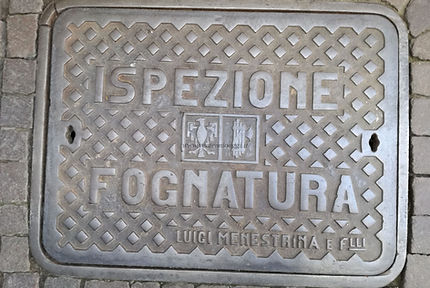 ISPEZIONE
FOGNATURA
LUIGI MENESTRINA E FLLI